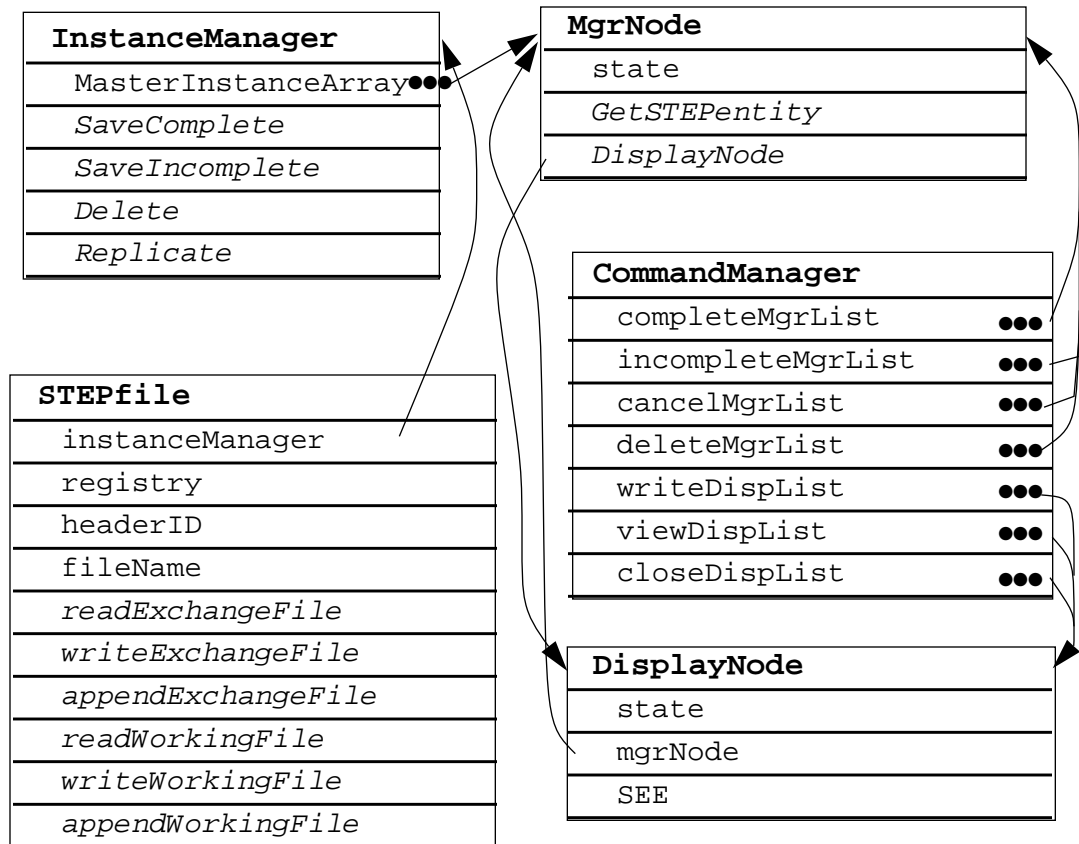 InstanceManager
MasterInstanceArray
SaveComplete
SaveIncomplete
Delete
Replicate
MgrNode
state
GetSTEPentity
DisplayNode
CommandManager
completeMgrList
incompleteMgrList
cancelMgrList
deleteMgrList
writeDispList
viewDispList
closeDispList
STEPfile
instanceManager
registry
headerID
fileName
readExchangeFile
writeExchangeFile
appendExchangeFile
readWorkingFile
writeWorkingFile
appendWorkingFile
DisplayNode
state
mgrNode
SEE